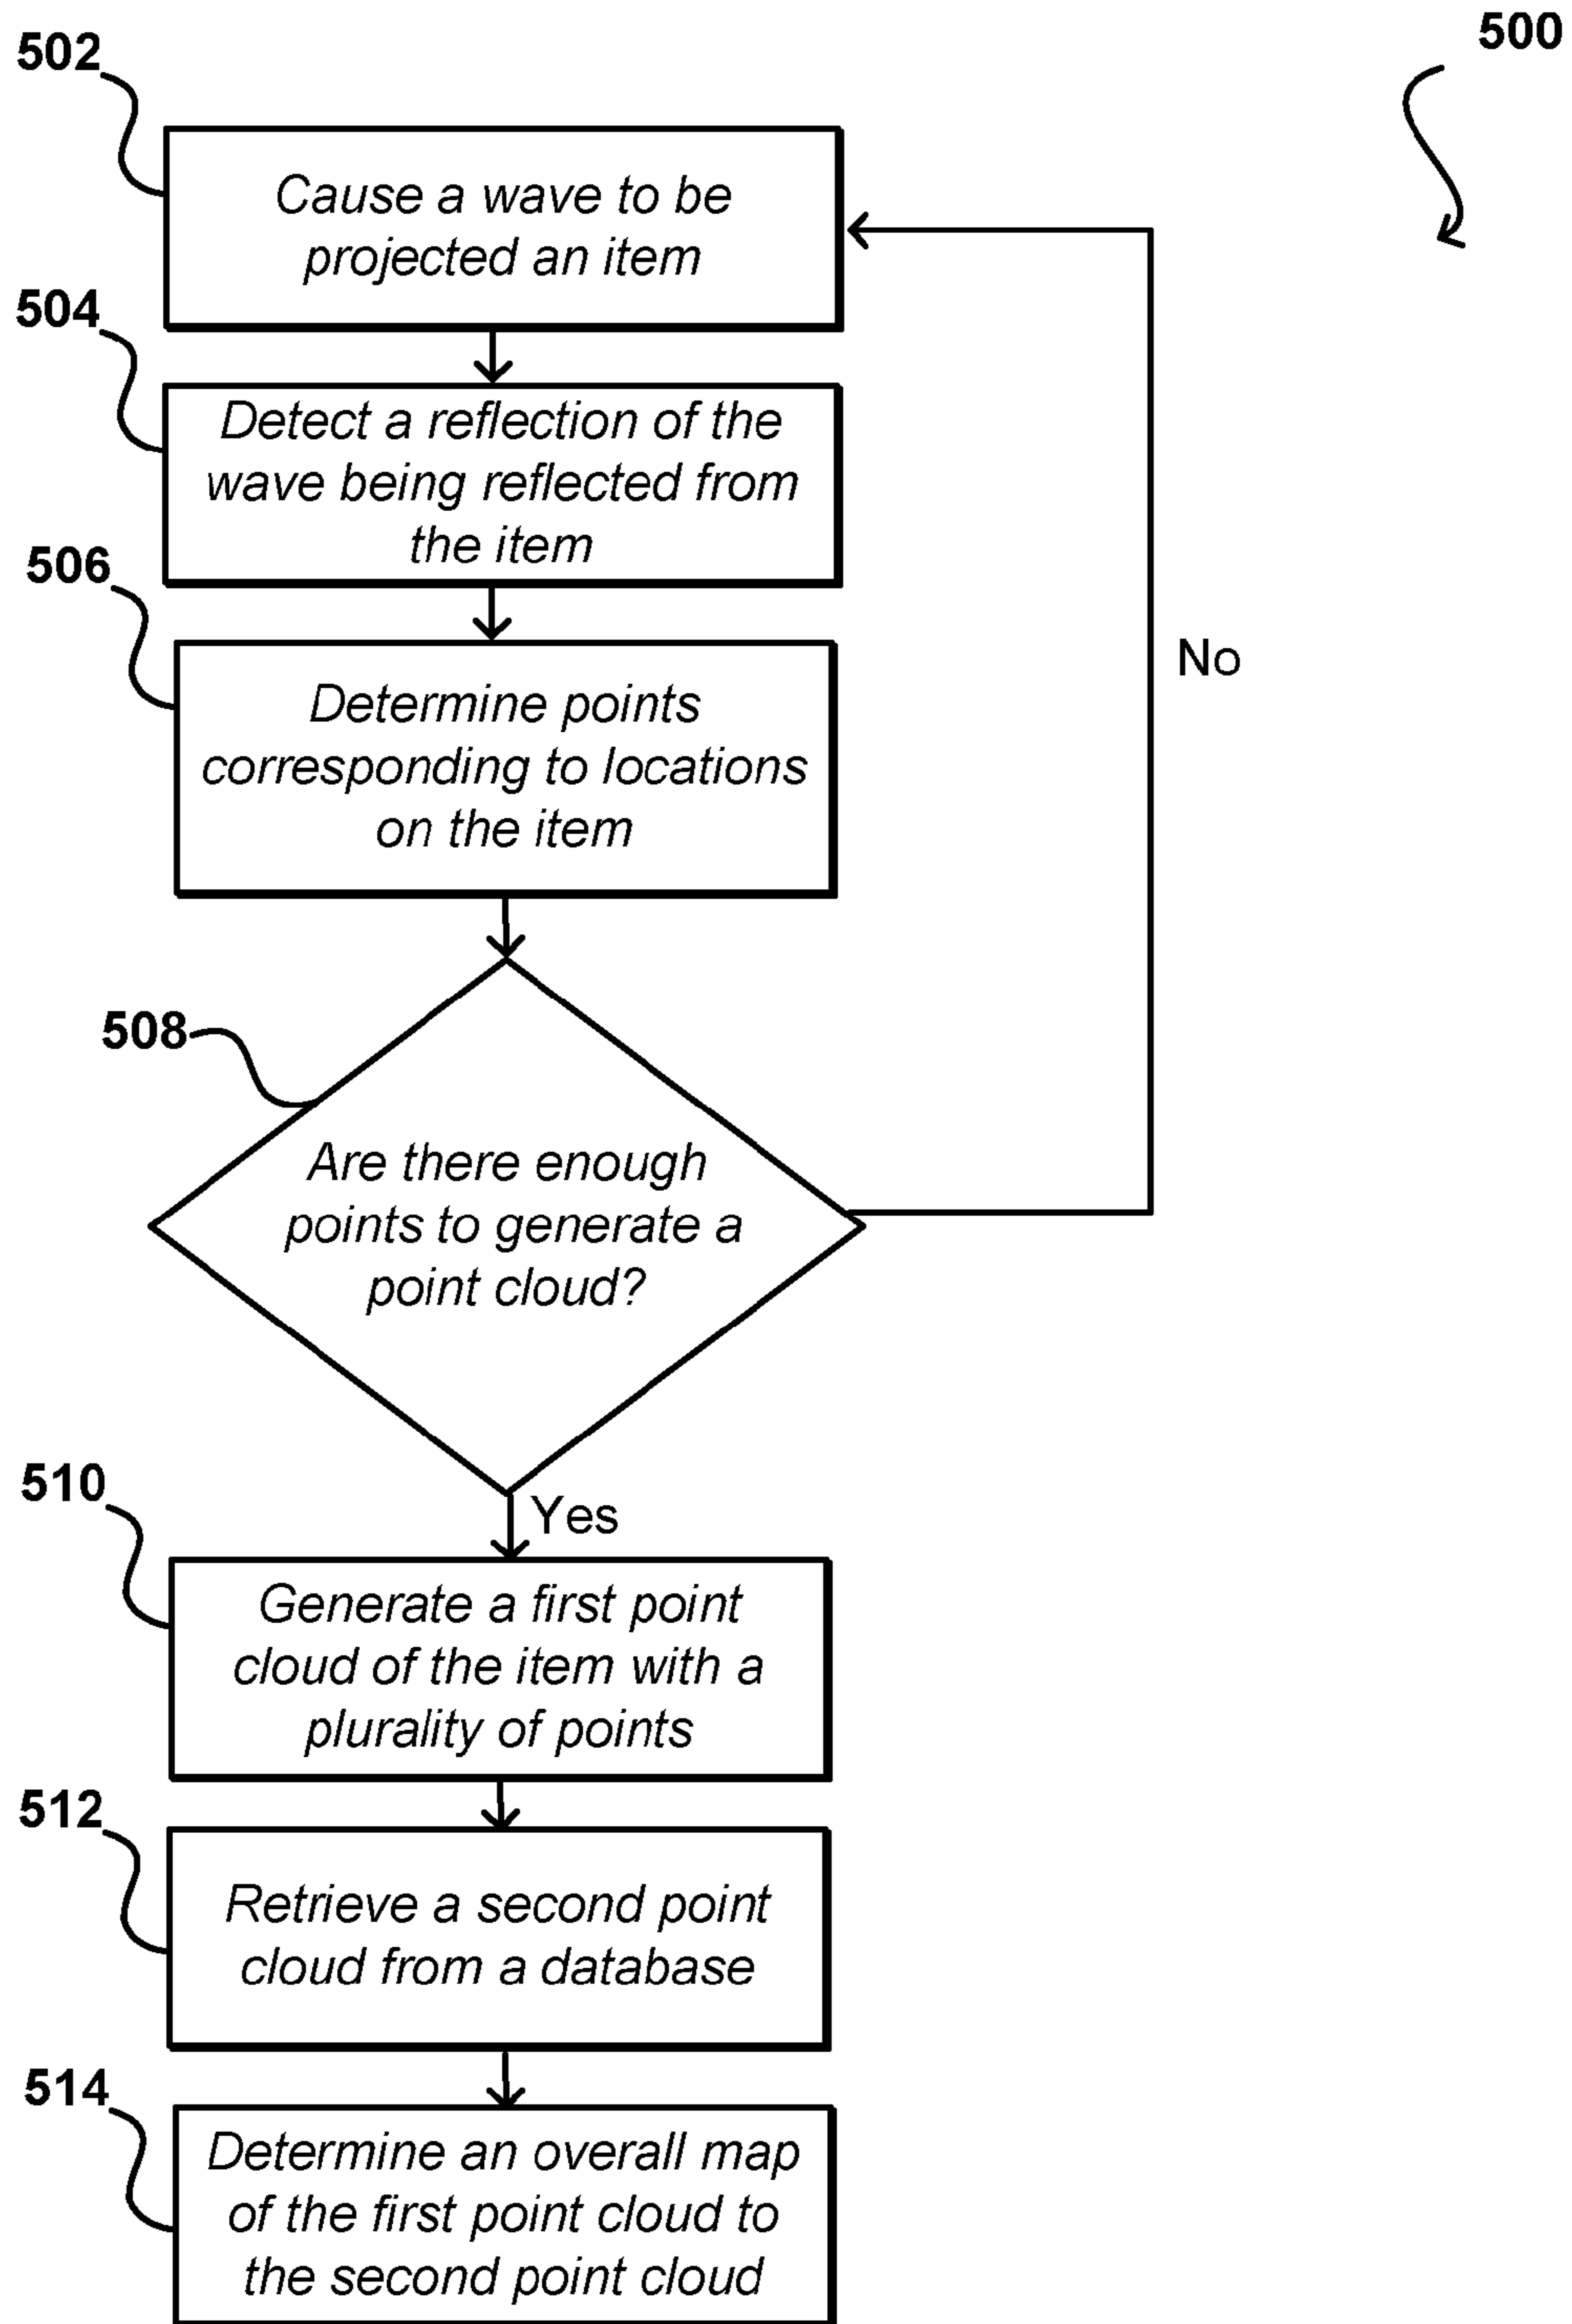 500
502
Cause a wave to be
projected an item
504
Detect a reflection of the
wave being reflected from
the item
506
Determine points
corresponding to locations
on the item
No
508
Are there enough
points to generate a
point cloud?
Yes
510
Generate a first point
cloud of the item with a
plurality of points
512
Retrieve a second point
cloud from a database
514
Determine an overall map
of the first point cloud to
the second point cloud